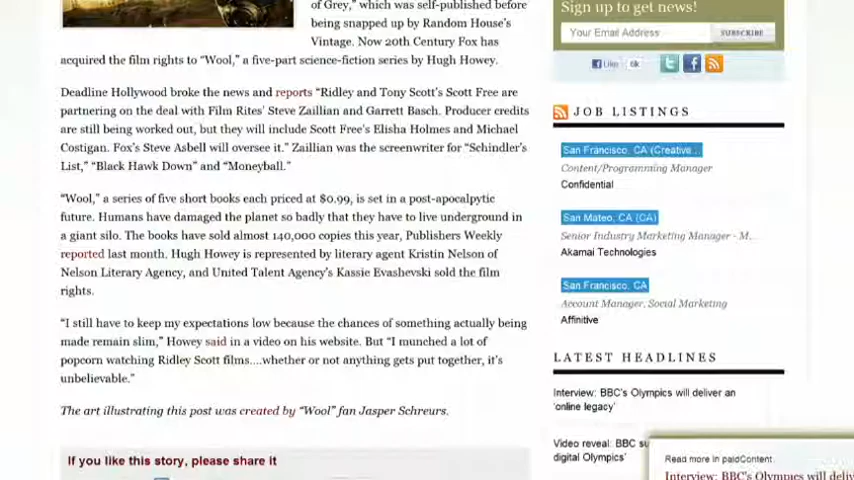 of Grey," which was self-published before
being snapped up by Random House's
Vintage. Now 20th Century Fox has
acquired the film rights to "Wool," a five-part science-fiction series by Hugh Howey.
Deadline Hollywood broke the news and reports "Ridley and Tony Scott's Scott Free are
partnering on the deal with Film Rites' Steve Zaillian and Garrett Basch. Producer credits
are still being worked out, but they will include Scott Free's Elisha Holmes and Michael
Costigan. Fox's Steve Asbell will oversee it." Zaillian was the screenwriter for "Schindler's
List," "Black Hawk Down" and "Moneyball."
"Wool," a series of five short books each priced at $0.99, is set in a post-apocalyptic
future. Humans have damaged the planet so badly that they have to live underground in
a giant silo. The books have sold almost 140,000 copies this year, Publishers Weekly
reported last month. Hugh Howey is represented by literary agent Kristin Nelson of
Nelson Literary Agency, and United Talent Agency's Kassie Evashevski sold the film
rights.
"I still have to keep my expectations low because the chances of something actually being
made remain slim," Howey said in a video on his website. But "I munched a lot of
popcorn watching Ridley Scott films....whether or not anything gets put together, it's
unbelievable."
The art illustrating this post was created by "Wool" fan Jasper Schreurs.
If you like this story, please share it
Sign up to get news!
Your Email Address
SUBSCRIBE
Like
6k
JOB LISTINGS
San Francisco, CA (Creative...
Content/Programming Manager
Confidential
San Mateo, CA (CA)
Senior Industry Marketing Manager - M...
Akamai Technologies
San Francisco, CA
Account Manager, Social Marketing
Affinitive
LATEST HEADLINES
Interview: BBC's Olympics will deliver an
'online legacy'
Video reveal: BBC su
digital Olympics'
Read more in paidContent
Interview: BBC's Olympics will deliv